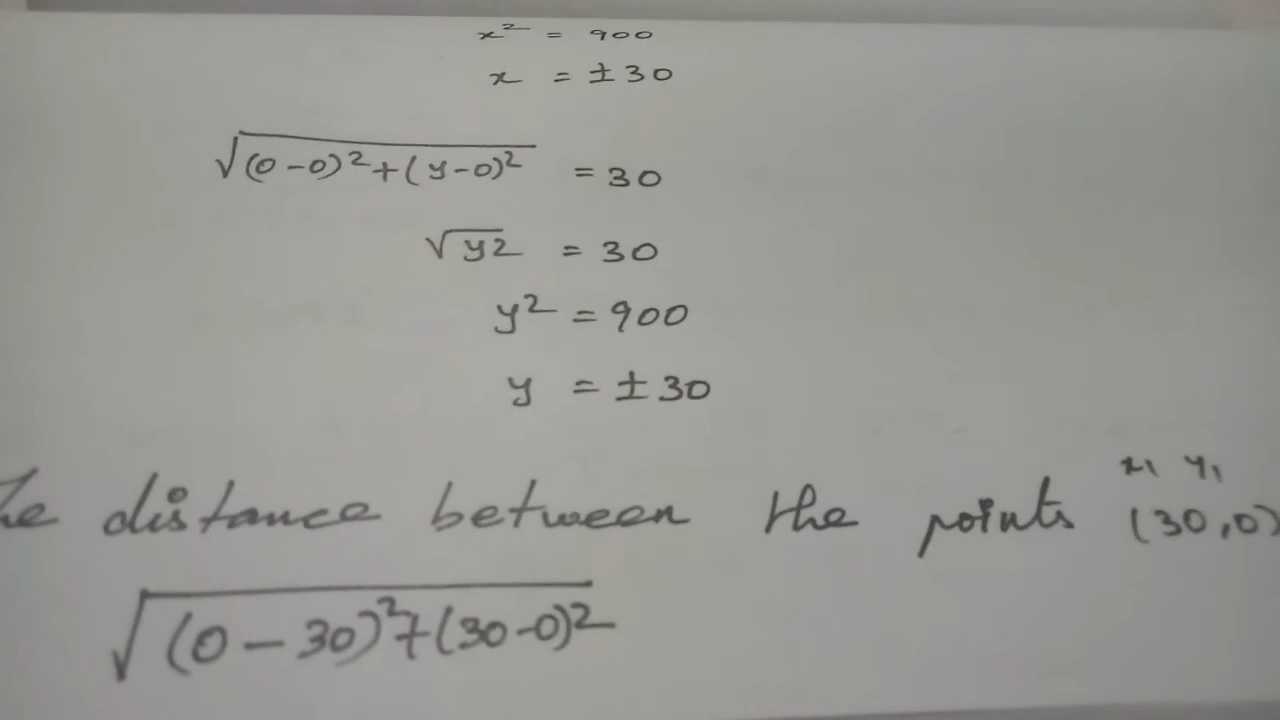 x² = 900
x = ±30
√(0-0)²+(y-0)² = 30
√y2 = 30
y² = 900
y = ±30
distance between the points (30,0)
x₁ y₁
√(0-30)²+(30-0)²